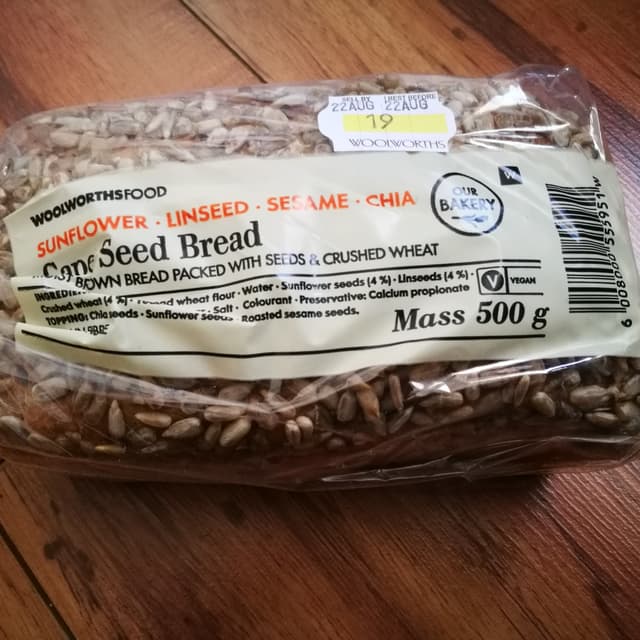 SELL BY BEST BEFORE
22AUG 22AUG
19
WOOLWORTHS
WOOLWORTHSFOOD
SUNFLOWER · LINSEED · SESAME · CHIA
Cape Seed Bread
BROWN BREAD PACKED WITH SEEDS & CRUSHED WHEAT
OUR BAKERY
wheat flour · Water · Sunflower seeds (4 %) · Linseeds (4 %) ·
Crushed wheat (4 %) · Salt · Colourant · Preservative: Calcium propionate
TOPPING: Chia seeds · Sunflower seeds · Roasted sesame seeds.
V VEGAN
Mass 500 g
W